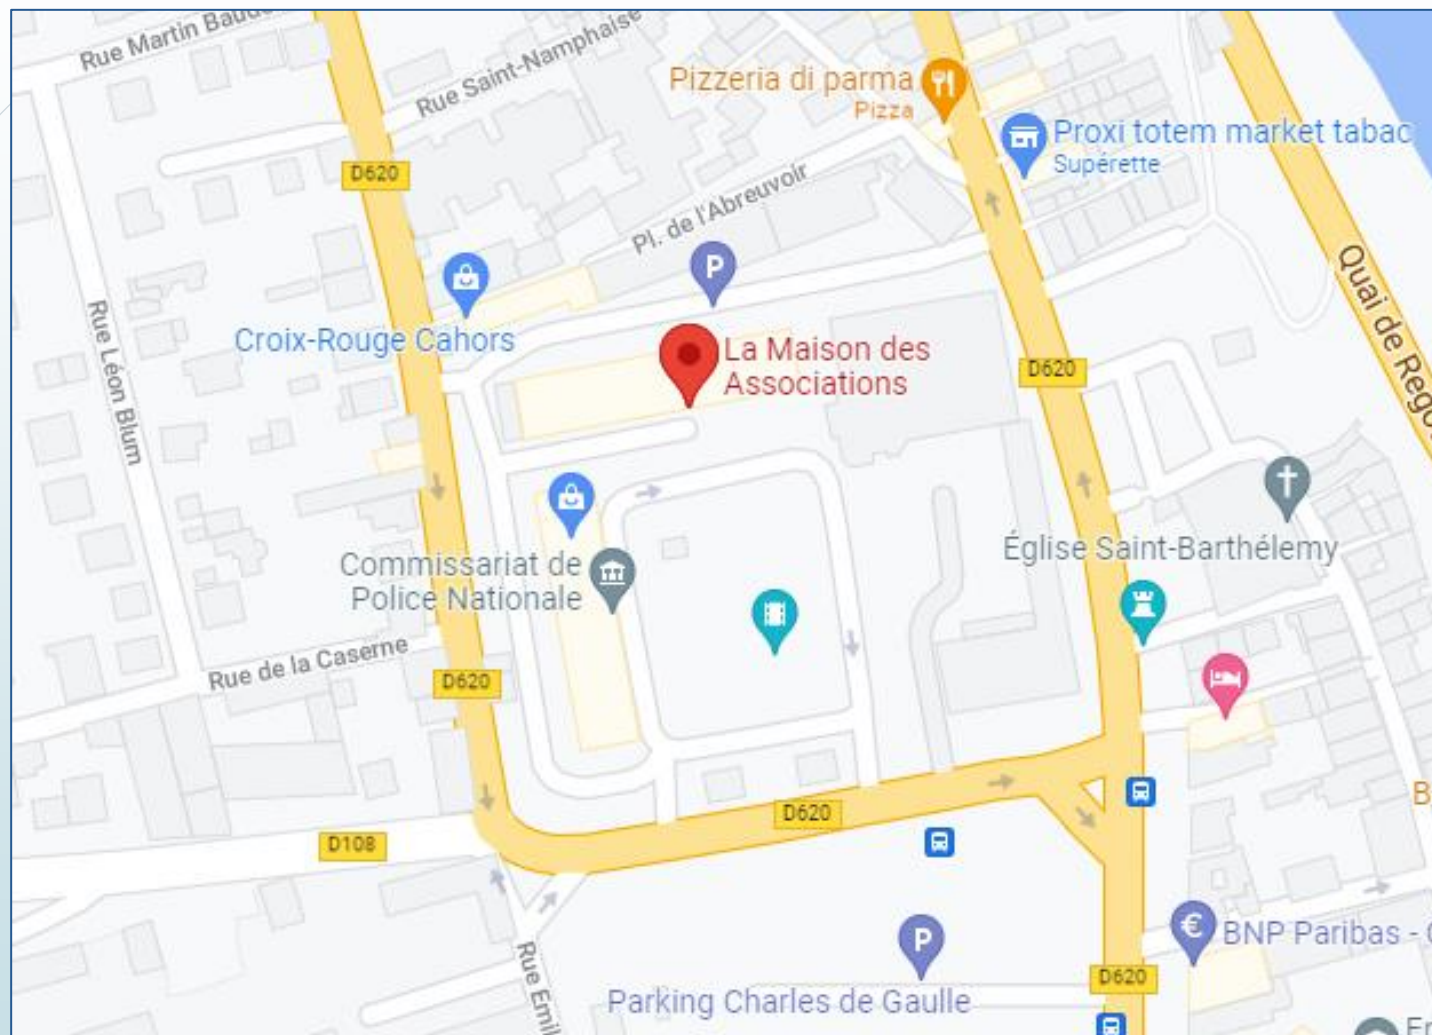 Rue Martin Baudel
Rue Saint-Namphaise
Pizzeria di parma
Pizza
Proxi totem market tabac
Supérette
D620
Pl. de l'Abreuvoir
P
Croix-Rouge Cahors
La Maison des
Associations
D620
Quai de Rego
Rue Léon Blum
Commissariat de
Police Nationale
Église Saint-Barthélemy
Rue de la Caserne
D620
D620
D108
B
€
BNP Paribas - C
P
Parking Charles de Gaulle
D620
Rue Emil